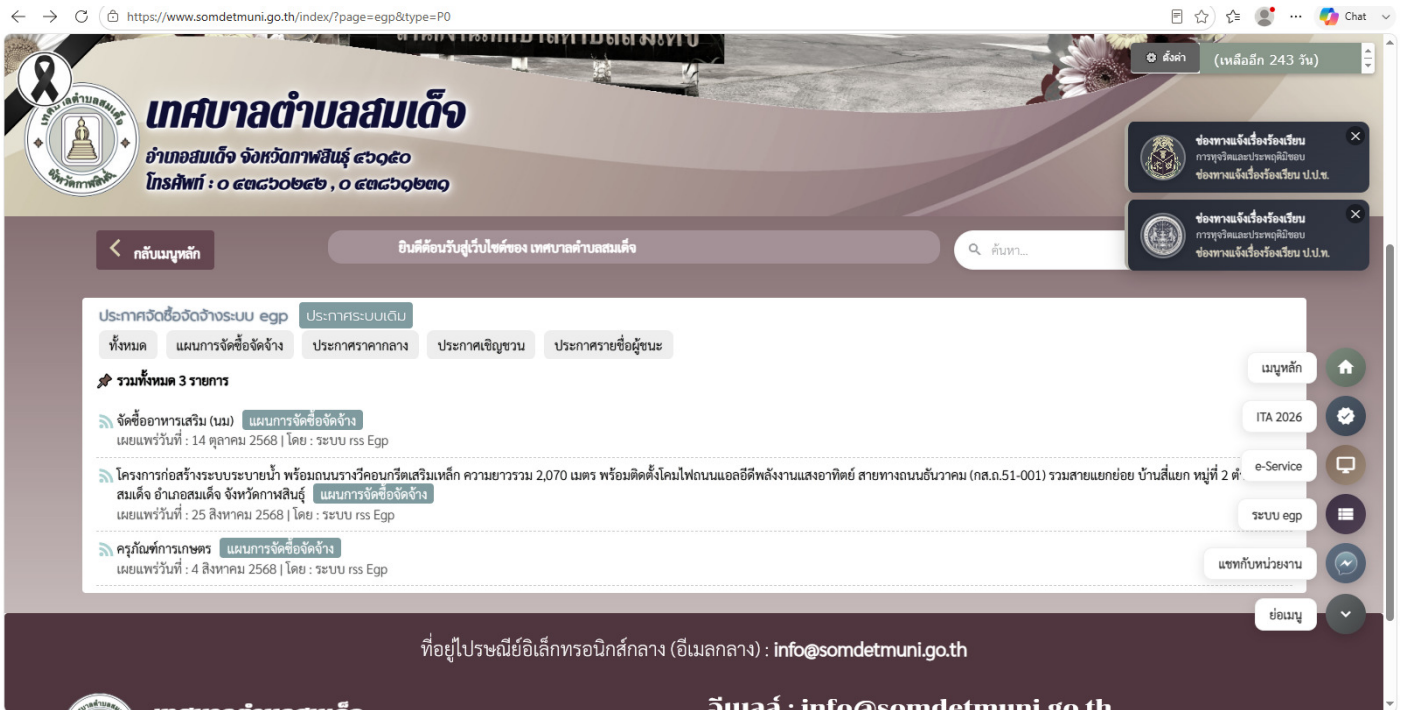 https://www.somdetmuni.go.th/index/?page=egp&type=P0
Chat
ตั้งค่า
(เหลืออีก 243 วัน)
เทศบาลตำบลสมเด็จ
อำเภอสมเด็จ จังหวัดกาฬสินธุ์ ๔๖๑๕๐
โทรศัพท์ : ๐ ๔๓๘๖๐๒๙๖ , ๐ ๔๓๘๖๑๒๓๑
ช่องทางแจ้งเรื่องร้องเรียน
การทุจริตและประพฤติมิชอบ
ช่องทางแจ้งเรื่องร้องเรียน ป.ป.ช.
ช่องทางแจ้งเรื่องร้องเรียน
การทุจริตและประพฤติมิชอบ
ช่องทางแจ้งเรื่องร้องเรียน ป.ป.ท.
กลับเมนูหลัก
ยินดีต้อนรับสู่เว็บไซต์ของ เทศบาลตำบลสมเด็จ
ค้นหา...
ประกาศจัดซื้อจัดจ้างระบบ egp ประกาศระบบเดิม
ทั้งหมด แผนการจัดซื้อจัดจ้าง ประกาศราคากลาง ประกาศเชิญชวน ประกาศรายชื่อผู้ชนะ
รวมทั้งหมด 3 รายการ
จัดซื้ออาหารเสริม (นม) แผนการจัดซื้อจัดจ้าง
เผยแพร่วันที่ : 14 ตุลาคม 2568 | โดย : ระบบ rss Egp
โครงการก่อสร้างระบบระบายน้ำ พร้อมถนนรางวีคอนกรีตเสริมเหล็ก ความยาวรวม 2,070 เมตร พร้อมติดตั้งโคมไฟถนนแอลอีดีพลังงานแสงอาทิตย์ สายทางถนนธันวาคม (กส.ถ.51-001) รวมสายแยกย่อย บ้านสี่แยก หมู่ที่ 2
สมเด็จ อำเภอสมเด็จ จังหวัดกาฬสินธุ์ แผนการจัดซื้อจัดจ้าง
เผยแพร่วันที่ : 25 สิงหาคม 2568 | โดย : ระบบ rss Egp
ครุภัณฑ์การเกษตร แผนการจัดซื้อจัดจ้าง
เผยแพร่วันที่ : 4 สิงหาคม 2568 | โดย : ระบบ rss Egp
เมนูหลัก
ITA 2026
e-Service
ระบบ egp
แชทกับหน่วยงาน
ย่อเมนู
ที่อยู่ไปรษณีย์อิเล็กทรอนิกส์กลาง (อีเมลกลาง) : info@somdetmuni.go.th